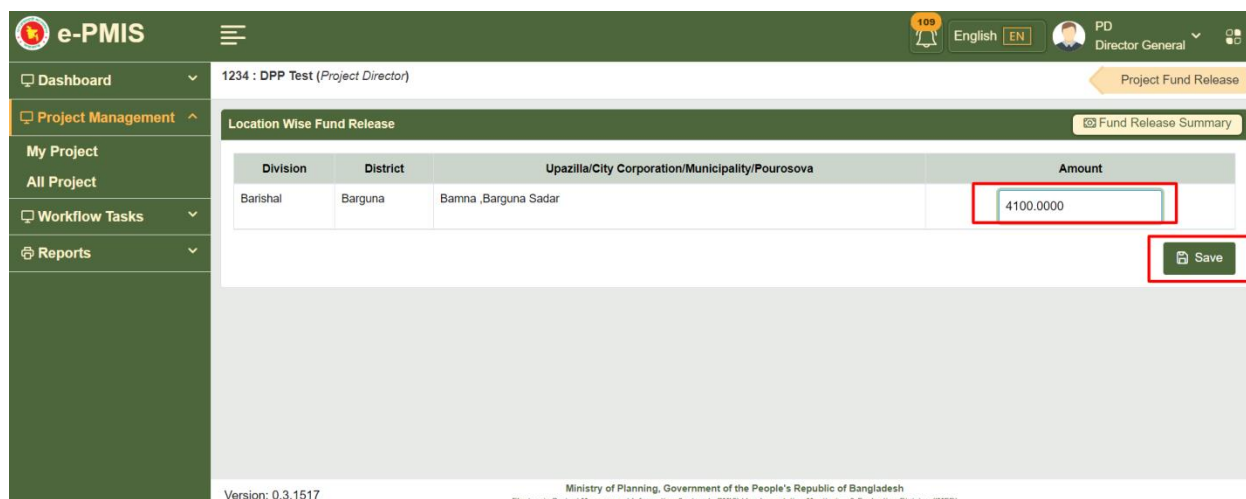 e-PMIS
109
English EN
PD
Director General
Dashboard
1234 : DPP Test (Project Director)
Project Fund Release
Project Management
Location Wise Fund Release
Fund Release Summary
My Project
All Project
Division District Upazilla/City Corporation/Municipality/Pourosova Amount
Barishal Barguna Bamna ,Barguna Sadar 4100.0000
Workflow Tasks
Reports
Save
Version: 0.3.1517
Ministry of Planning, Government of the People's Republic of Bangladesh